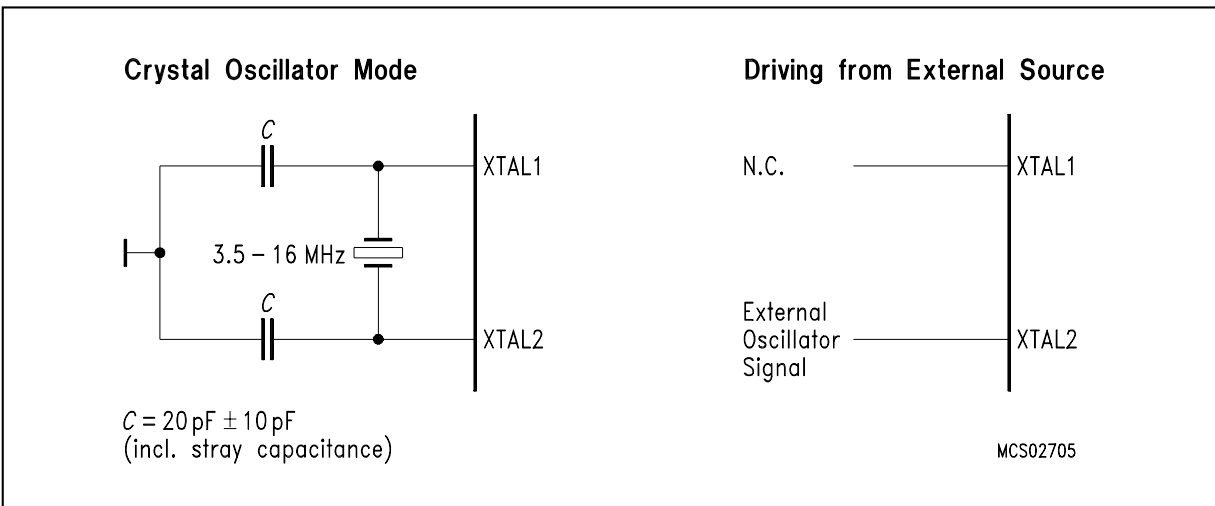 Crystal Oscillator Mode
C
XTAL1
3.5 – 16 MHz
C
XTAL2
C = 20 pF ± 10 pF
(incl. stray capacitance)
Driving from External Source
N.C.
XTAL1
External
Oscillator
Signal
XTAL2
MCS02705